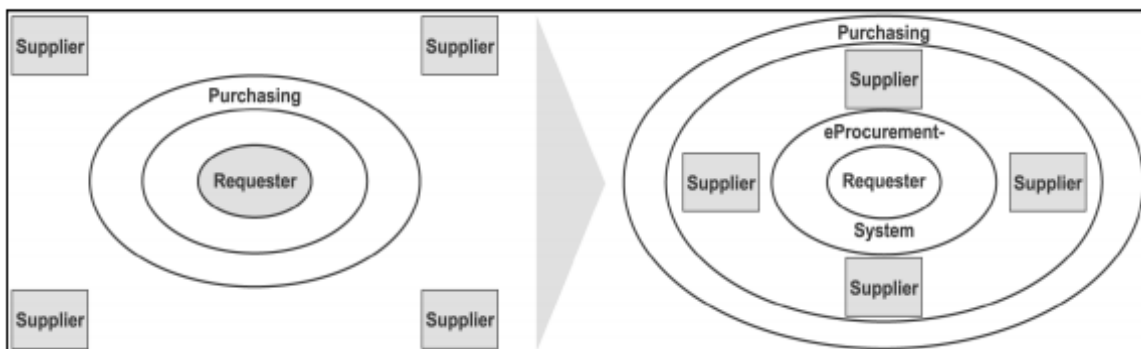 Supplier
Supplier
Purchasing
Requester
Supplier
Supplier
Purchasing
Supplier
eProcurement-
Supplier
Requester
Supplier
System
Supplier